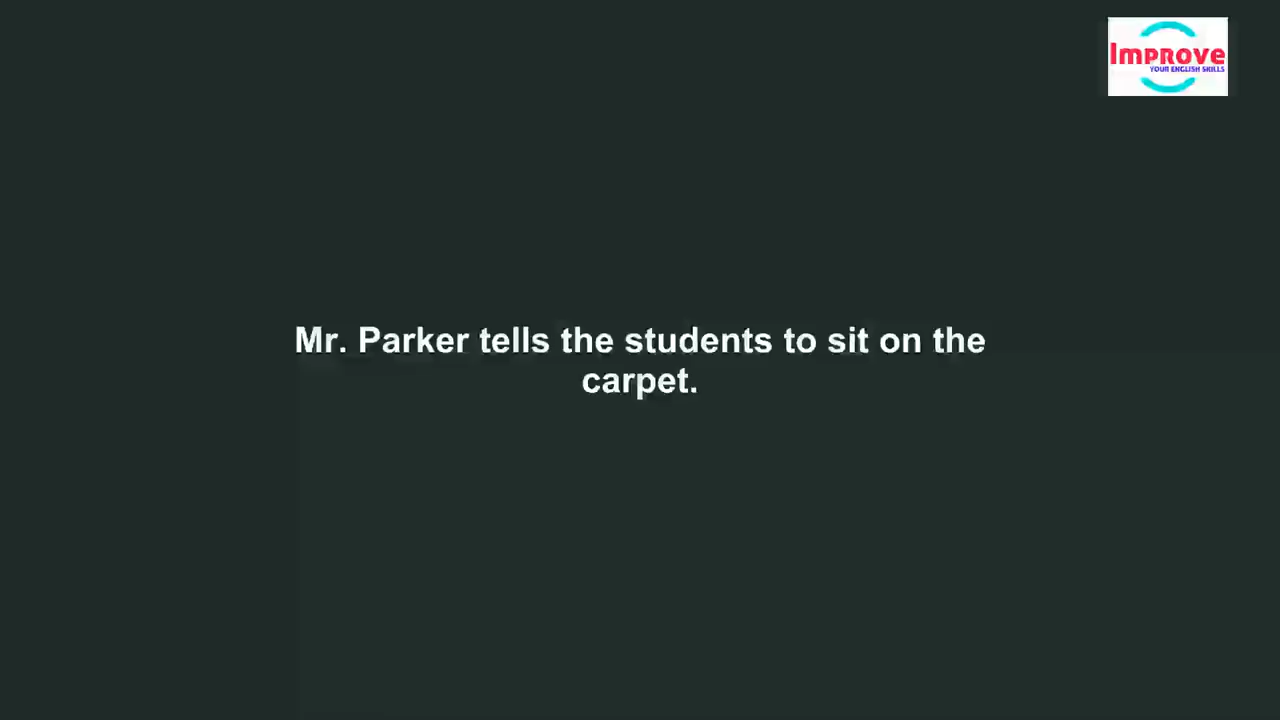 Improve
YOUR ENGLISH SKILLS
Mr. Parker tells the students to sit on the
carpet.